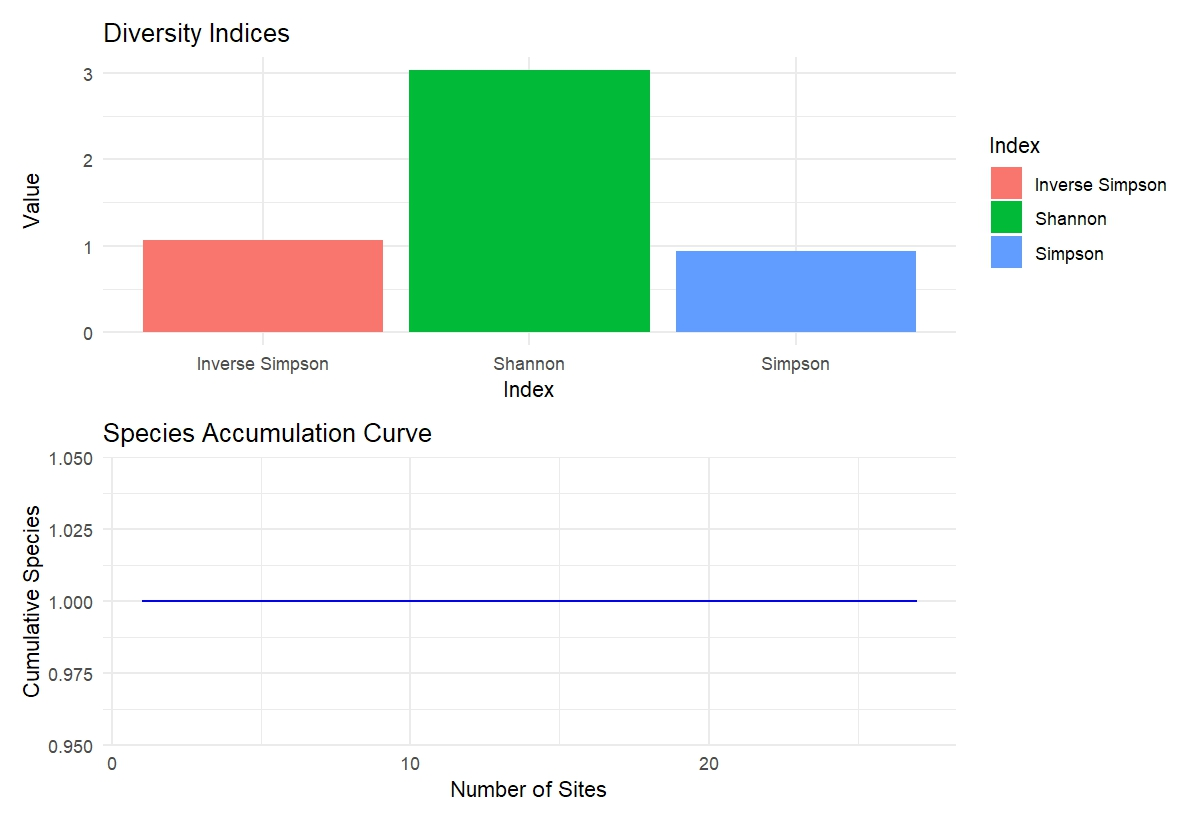 Diversity Indices
3
2
1
0
Value
Inverse Simpson
Shannon
Simpson
Index
Index
Inverse Simpson
Shannon
Simpson
Species Accumulation Curve
1.050
1.025
1.000
0.975
0.950
Cumulative Species
0
10
20
Number of Sites